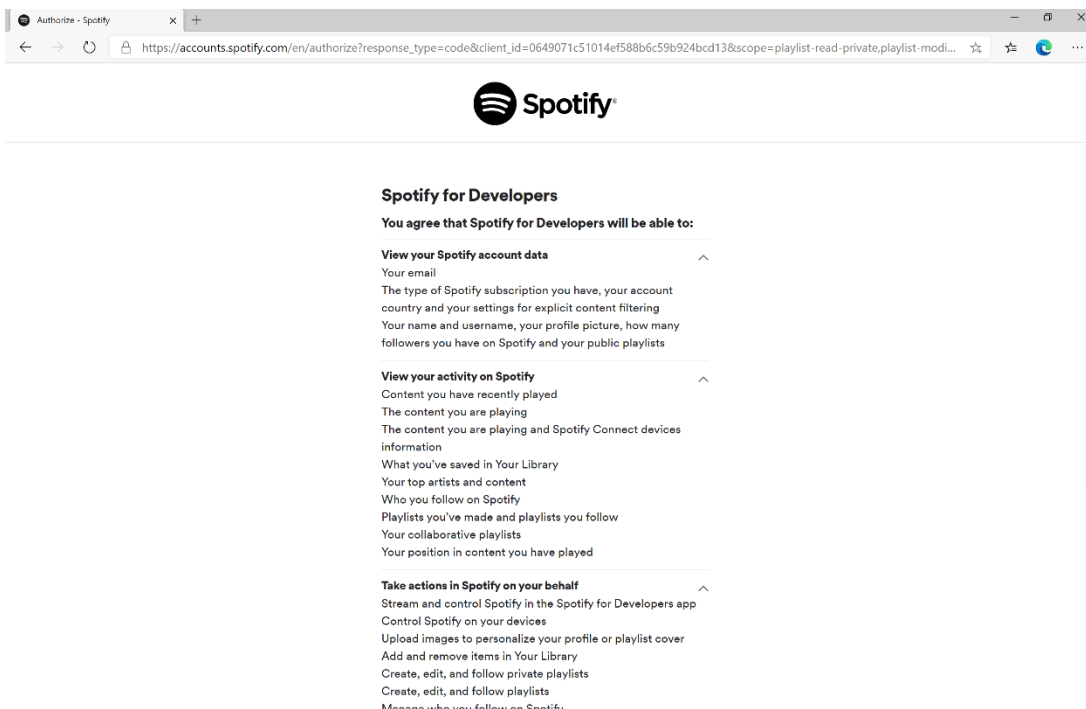 Authorize - Spotify
https://accounts.spotify.com/en/authorize?response_type=code&client_id=0649071c51014ef588b6c59b924bcd13&scope=playlist-read-private,playlist-modi...
Spotify®
Spotify for Developers
You agree that Spotify for Developers will be able to:
View your Spotify account data
Your email
The type of Spotify subscription you have, your account
country and your settings for explicit content filtering
Your name and username, your profile picture, how many
followers you have on Spotify and your public playlists
View your activity on Spotify
Content you have recently played
The content you are playing
The content you are playing and Spotify Connect devices
information
What you've saved in Your Library
Your top artists and content
Who you follow on Spotify
Playlists you've made and playlists you follow
Your collaborative playlists
Your position in content you have played
Take actions in Spotify on your behalf
Stream and control Spotify in the Spotify for Developers app
Control Spotify on your devices
Upload images to personalize your profile or playlist cover
Add and remove items in Your Library
Create, edit, and follow private playlists
Create, edit, and follow playlists
Manage who you follow on Spotify